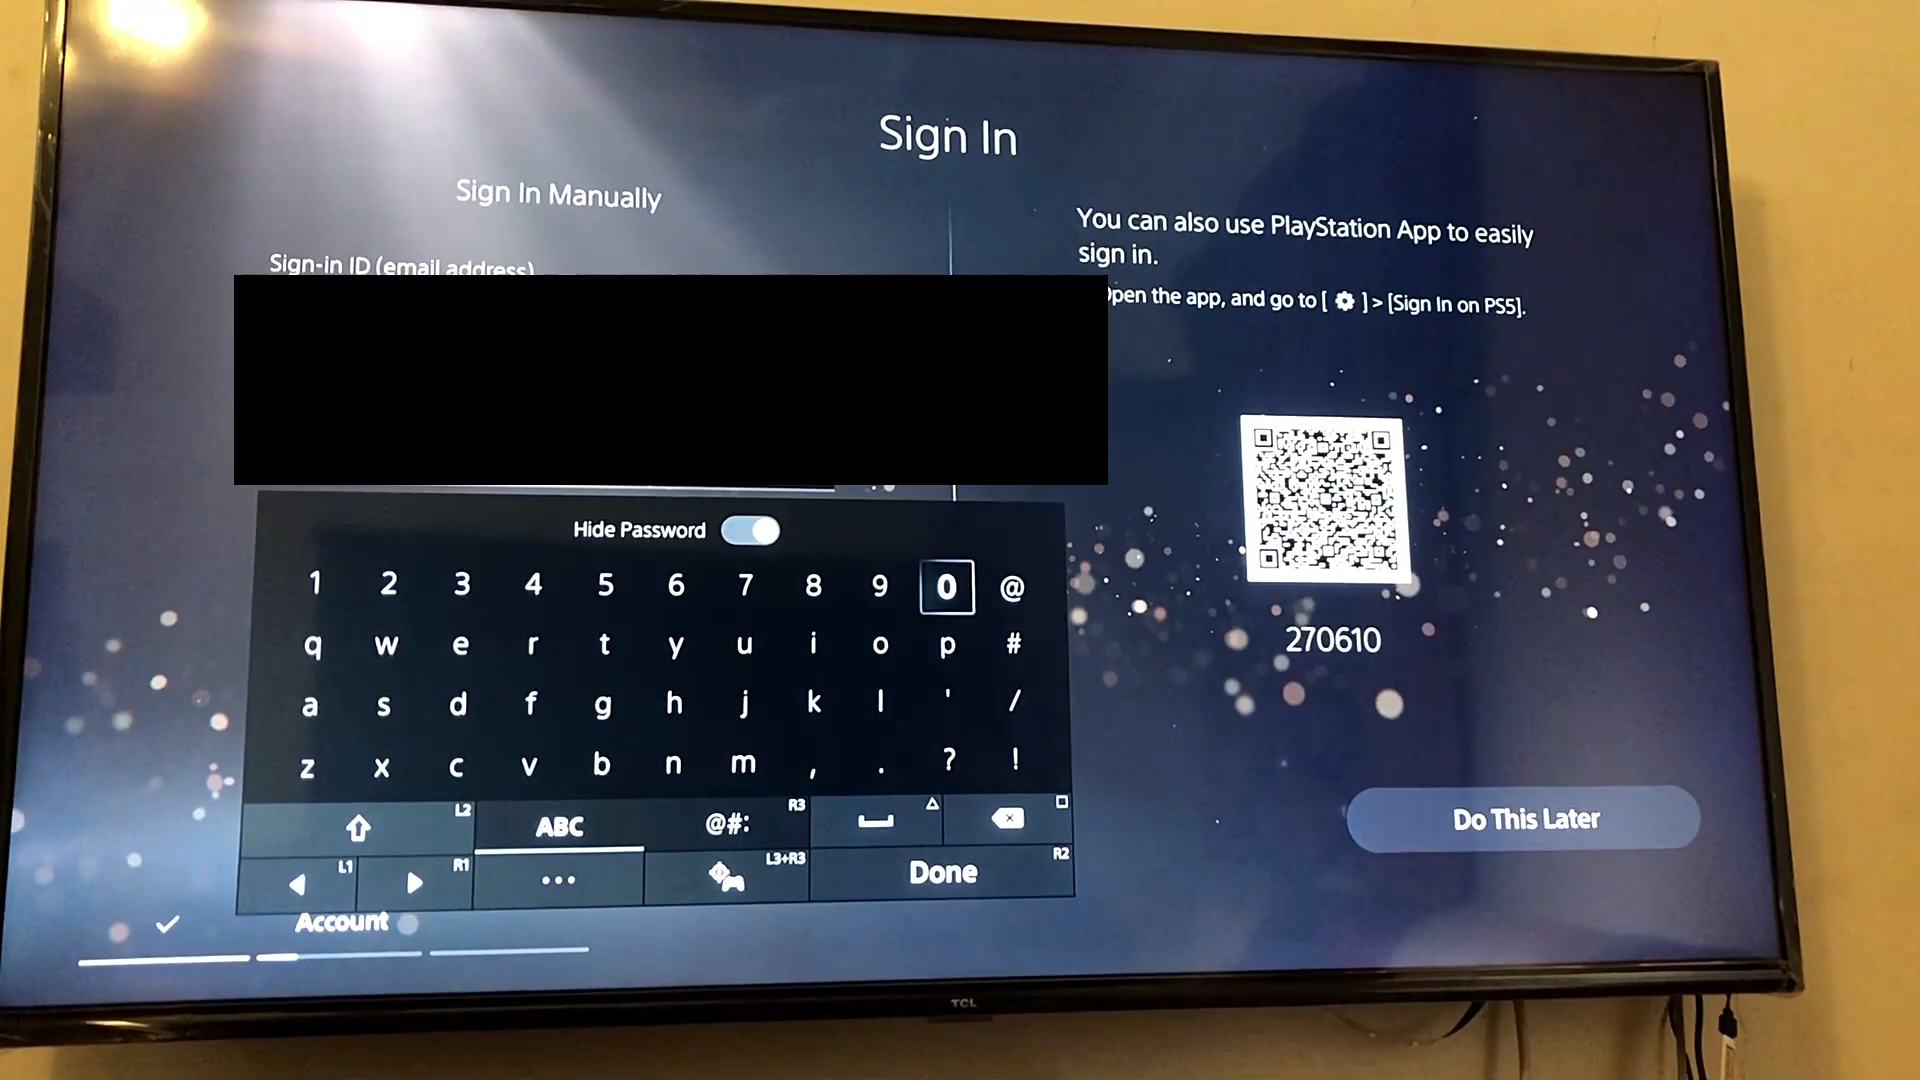 Sign In
Sign In Manually
Sign-in ID (email address)
You can also use PlayStation App to easily
sign in.
Open the app, and go to [ ] > [Sign In on PS5].
270610
Do This Later
Hide Password
1 2 3 4 5 6 7 8 9 0 @
q w e r t y u i o p #
a s d f g h j k l ' /
z x c v b n m , . ? !
L2 ABC @#: R3
L1 R1 ... L3+R3 Done R2
Account
TCL